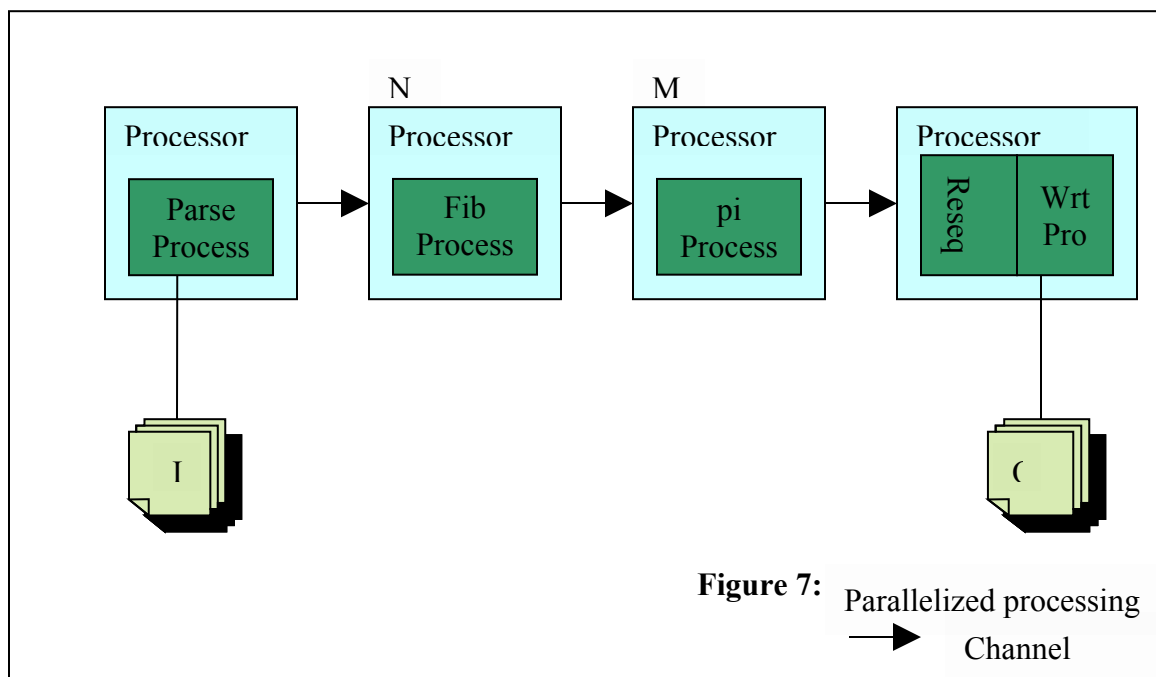 N
M
Processor
Processor
Processor
Processor
Parse
Process
Fib
Process
pi
Process
Reseq
Wrt
Pro
I
Figure 7: Parallelized processing
Channel